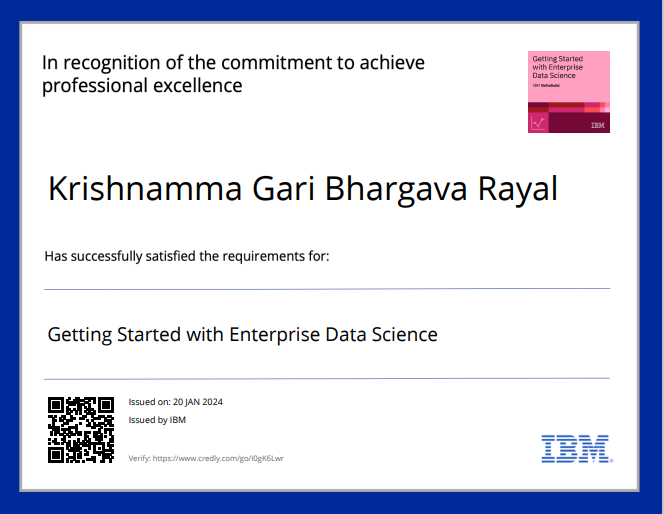 In recognition of the commitment to achieve
professional excellence
Getting Started
with Enterprise
Data Science
IBM SkillsBuild
IBM
Krishnamma Gari Bhargava Rayal
Has successfully satisfied the requirements for:
Getting Started with Enterprise Data Science
Issued on: 20 JAN 2024
Issued by IBM
Verify: https://www.credly.com/go/l0gK6Lwr
IBM®